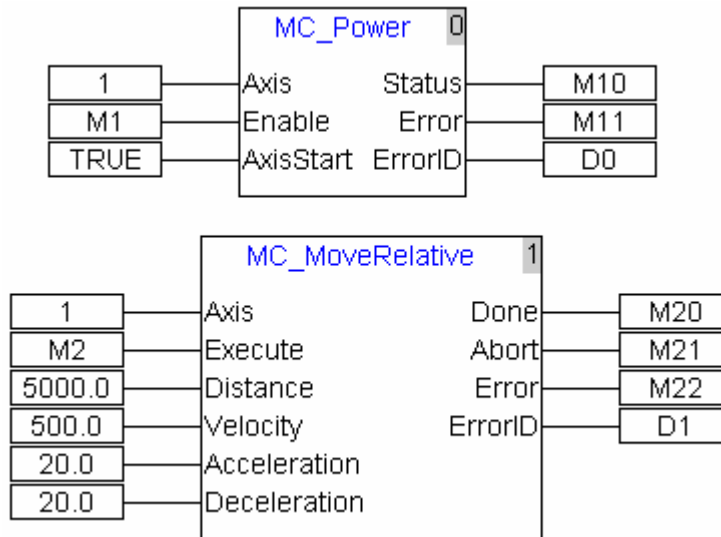 MC_Power 0
1 Axis Status M10
M1 Enable Error M11
TRUE AxisStart ErrorID D0
MC_MoveRelative 1
1 Axis Done M20
M2 Execute Abort M21
5000.0 Distance Error M22
500.0 Velocity ErrorID D1
20.0 Acceleration
20.0 Deceleration